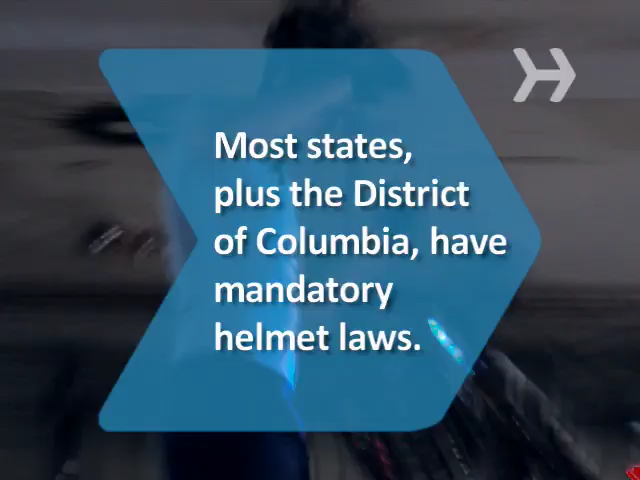 Most states,
plus the District
of Columbia, have
mandatory
helmet laws.